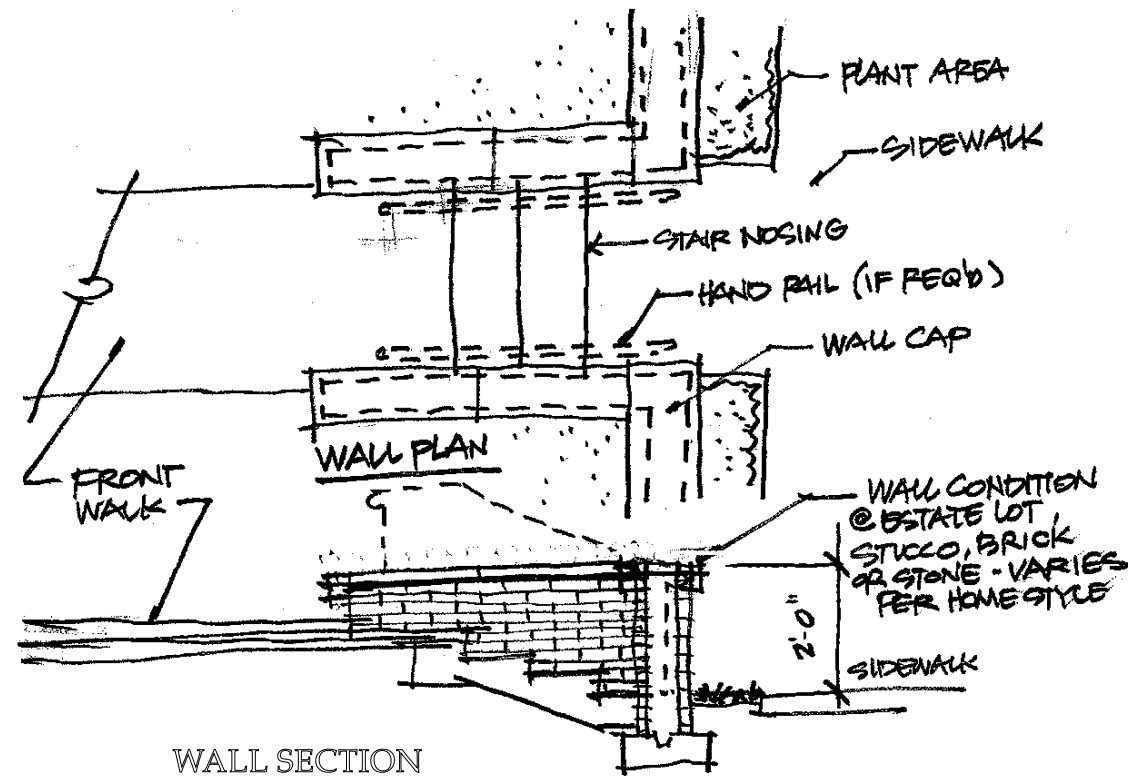 PLANT AREA
SIDEWALK
STAIR NOSING
HAND RAIL (IF REQ'D)
WALL CAP
WALL PLAN
FRONT
WALK
WALL CONDITION
@ ESTATE LOT,
STUCCO, BRICK
OR STONE - VARIES
PER HOME STYLE
2'-0"
SIDEWALK
WALL SECTION